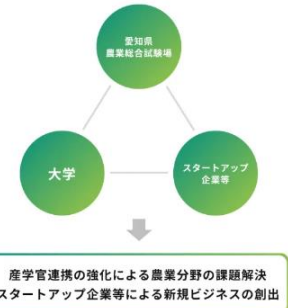 愛知県
農業総合試験場
大学
スタートアップ
企業等
産学官連携の強化による農業分野の課題解決
スタートアップ企業等による新規ビジネスの創出